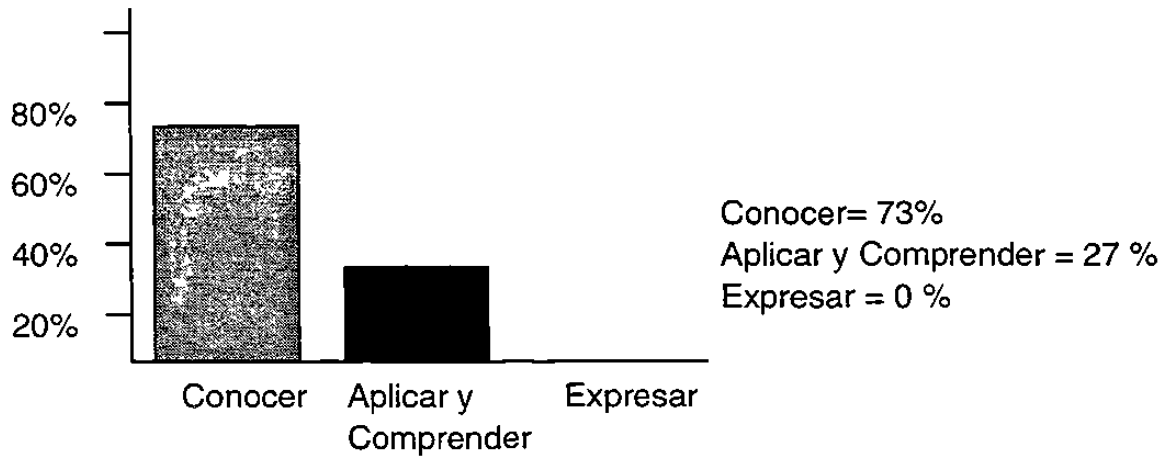 80%
60%
40%
20%
Conocer
Aplicar y
Comprender
Expresar
Conocer= 73%
Aplicar y Comprender = 27 %
Expresar = 0 %